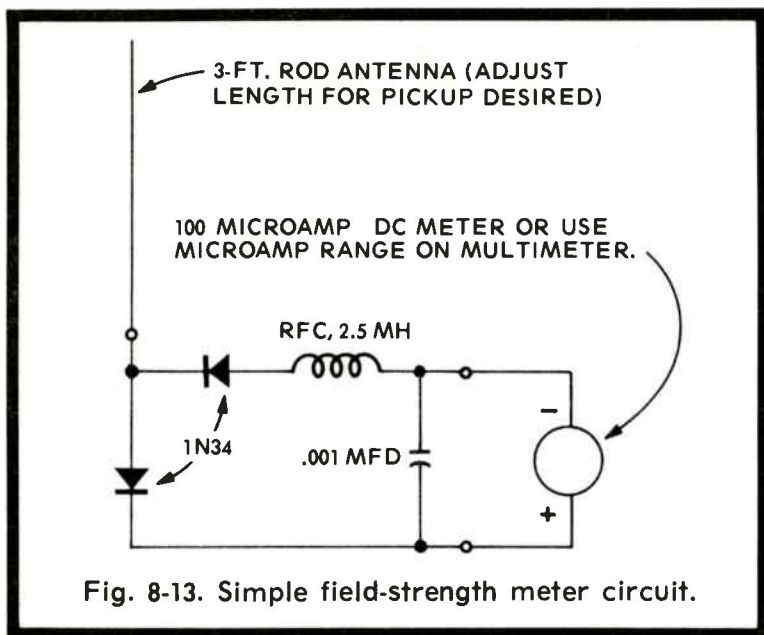 3-FT. ROD ANTENNA (ADJUST
LENGTH FOR PICKUP DESIRED)
100 MICROAMP DC METER OR USE
MICROAMP RANGE ON MULTIMETER.
RFC, 2.5 MH
1N34
.001 MFD
-
+
Fig. 8-13. Simple field-strength meter circuit.